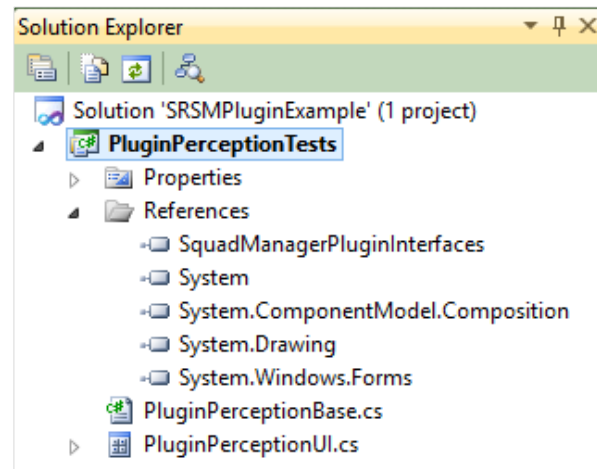 Solution Explorer
Solution 'SRSMPluginExample' (1 project)
PluginPerceptionTests
Properties
References
SquadManagerPluginInterfaces
System
System.ComponentModel.Composition
System.Drawing
System.Windows.Forms
PluginPerceptionBase.cs
PluginPerceptionUI.cs